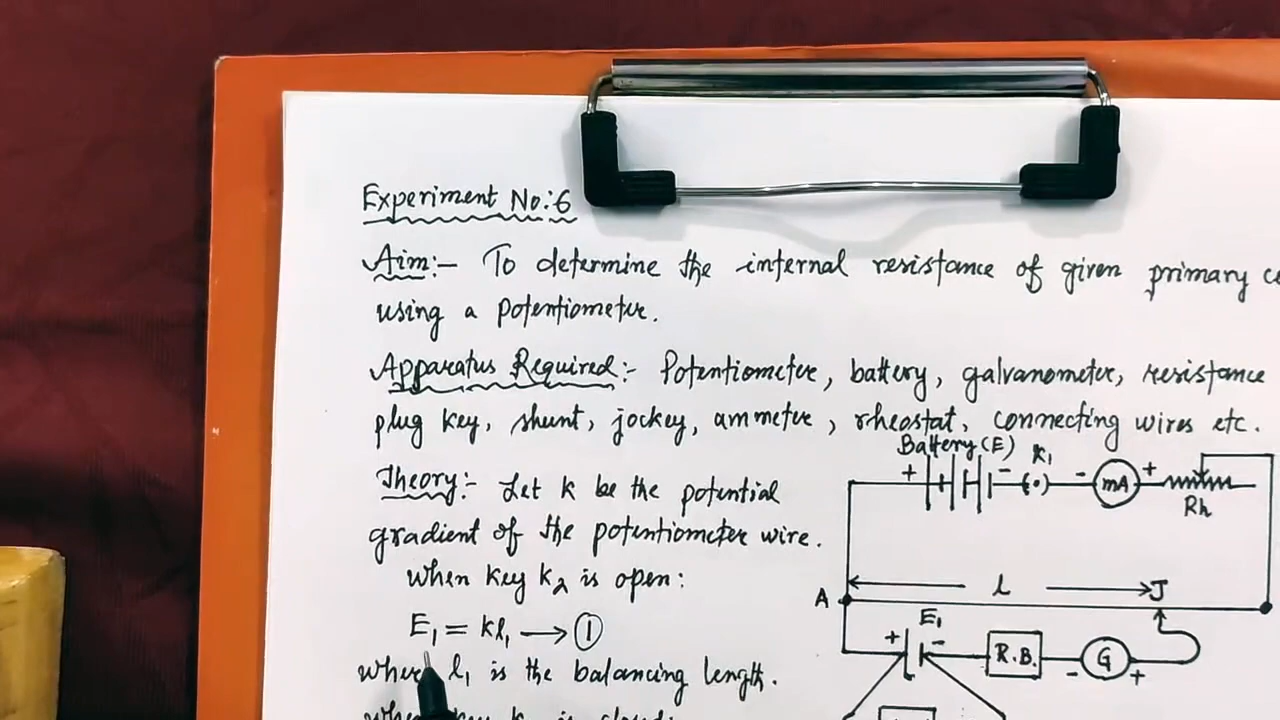 Experiment No:6
Aim:- To determine the internal resistance of given primary
using a potentiometer.
Apparatus Required:- Potentiometer, battery, galvanometer, resistance
plug key, shunt, jockey, ammeter, rheostat, connecting wires etc.
Theory:- Let k be the potential
gradient of the potentiometer wire.
When key k₂ is open:
E₁ = kl₁ → ①
where l₁ is the balancing length.
Battery (E) K₁
+ - - mA +
Rh
l J
A
E₁
+ - R.B. - G +